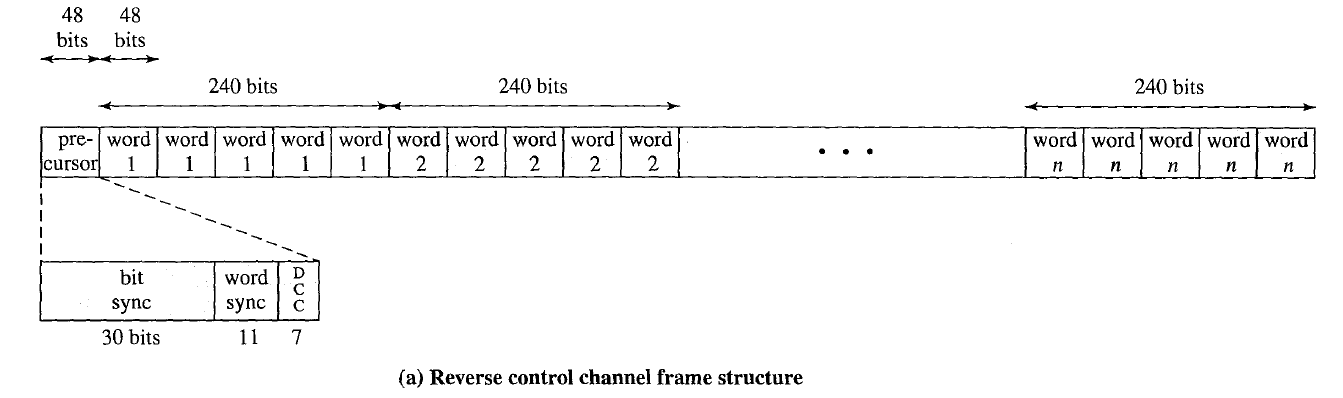 48 48
bits bits
240 bits 240 bits 240 bits
pre- word word word word word word word word word word • • • word word word word word
cursor 1 1 1 1 1 2 2 2 2 2 n n n n n
bit word D
sync sync C
C
30 bits 11 7
(a) Reverse control channel frame structure